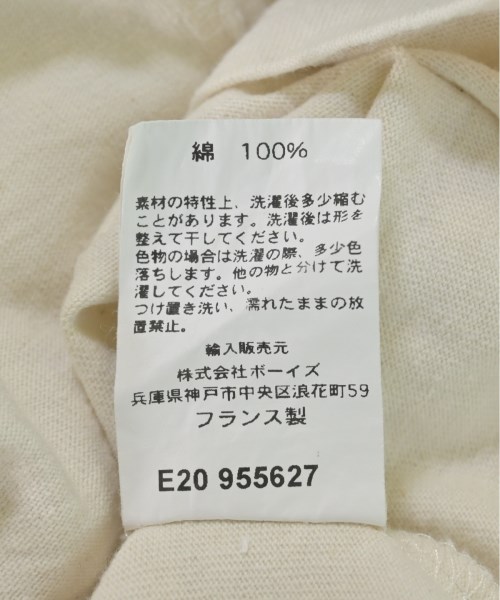 綿 100%
素材の特性上、洗濯後多少縮む
ことがあります。洗濯後は形を
整えて干してください。
色物の場合は洗濯の際、多少色
落ちします。他の物と分けて洗
濯してください。
つけ置き洗い、濡れたままの放
置禁止。
輸入販売元
株式会社ボーイズ
兵庫県神戸市中央区浪花町59
フランス製
E20 955627